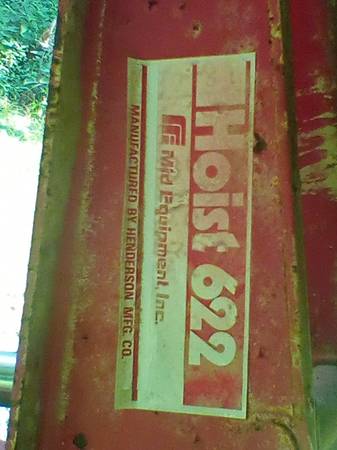 Hoist 622
Mid Equipment, Inc.
MANUFACTURED BY HENDERSON MFG. CO.